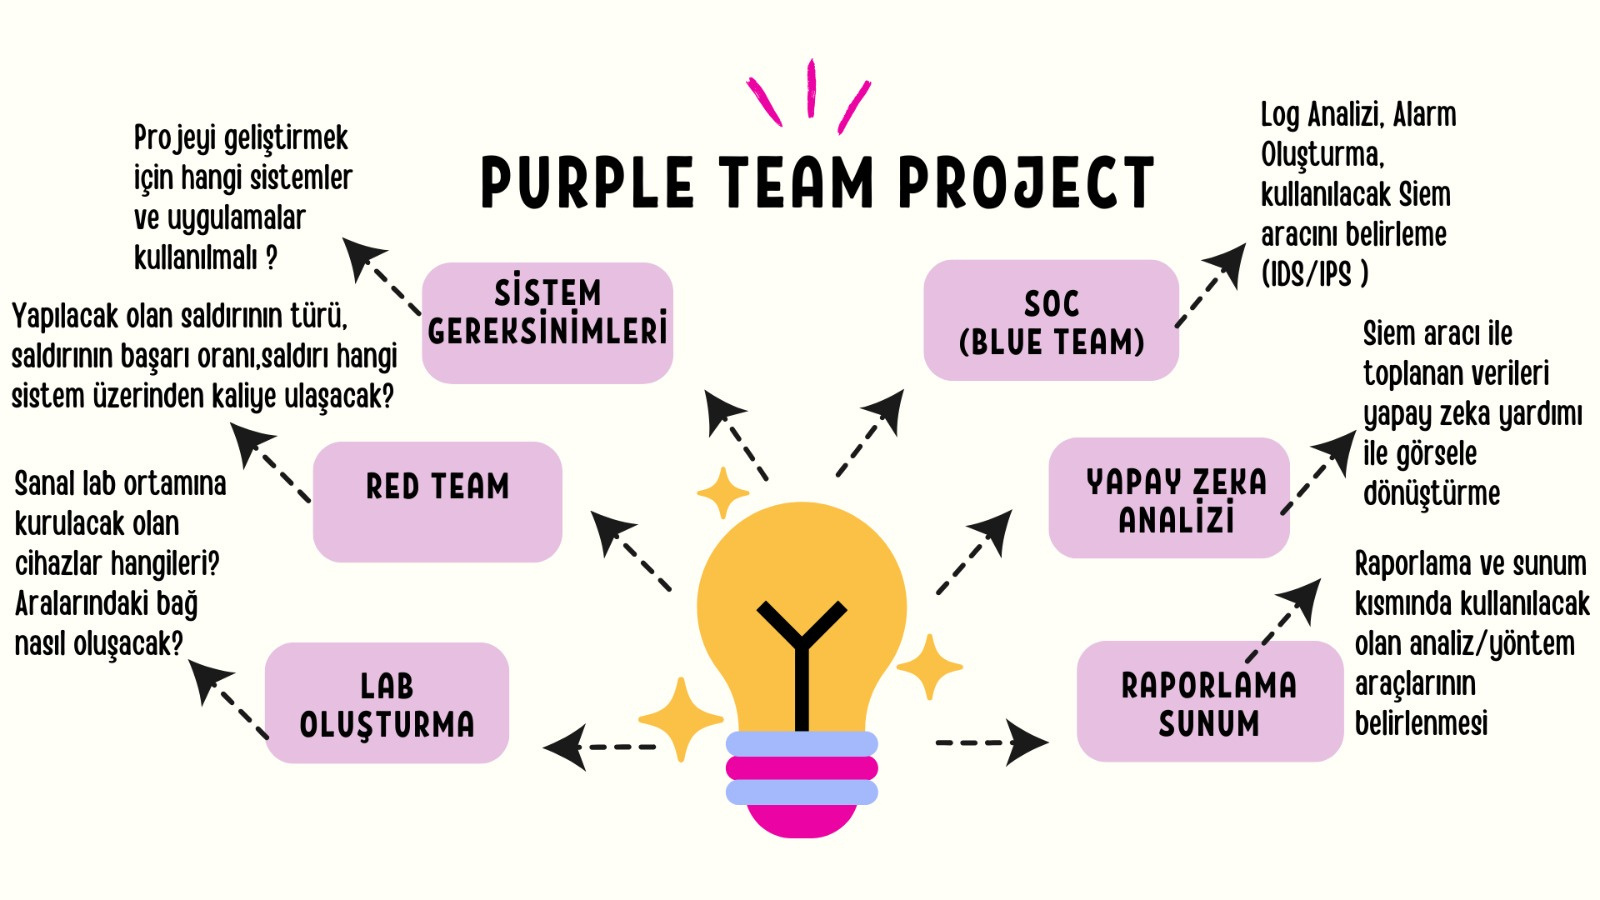 PURPLE TEAM PROJECT
Projeyi geliştirmek
için hangi sistemler
ve uygulamalar
kullanılmalı ?
SİSTEM
GEREKSİNİMLERİ
Yapılacak olan saldırının türü,
saldırının başarı oranı,saldırı hangi
sistem üzerinden kaliye ulaşacak?
RED TEAM
Sanal lab ortamına
kurulacak olan
cihazlar hangileri?
Aralarındaki bağ
nasıl oluşacak?
LAB
OLUŞTURMA
Log Analizi, Alarm
Oluşturma,
kullanılacak Siem
aracını belirleme
(IDS/IPS )
SOC
(BLUE TEAM)
Siem aracı ile
toplanan verileri
yapay zeka yardımı
ile görsele
dönüştürme
YAPAY ZEKA
ANALİZİ
Raporlama ve sunum
kısmında kullanılacak
olan analiz/yöntem
araçlarının
belirlenmesi
RAPORLAMA
SUNUM